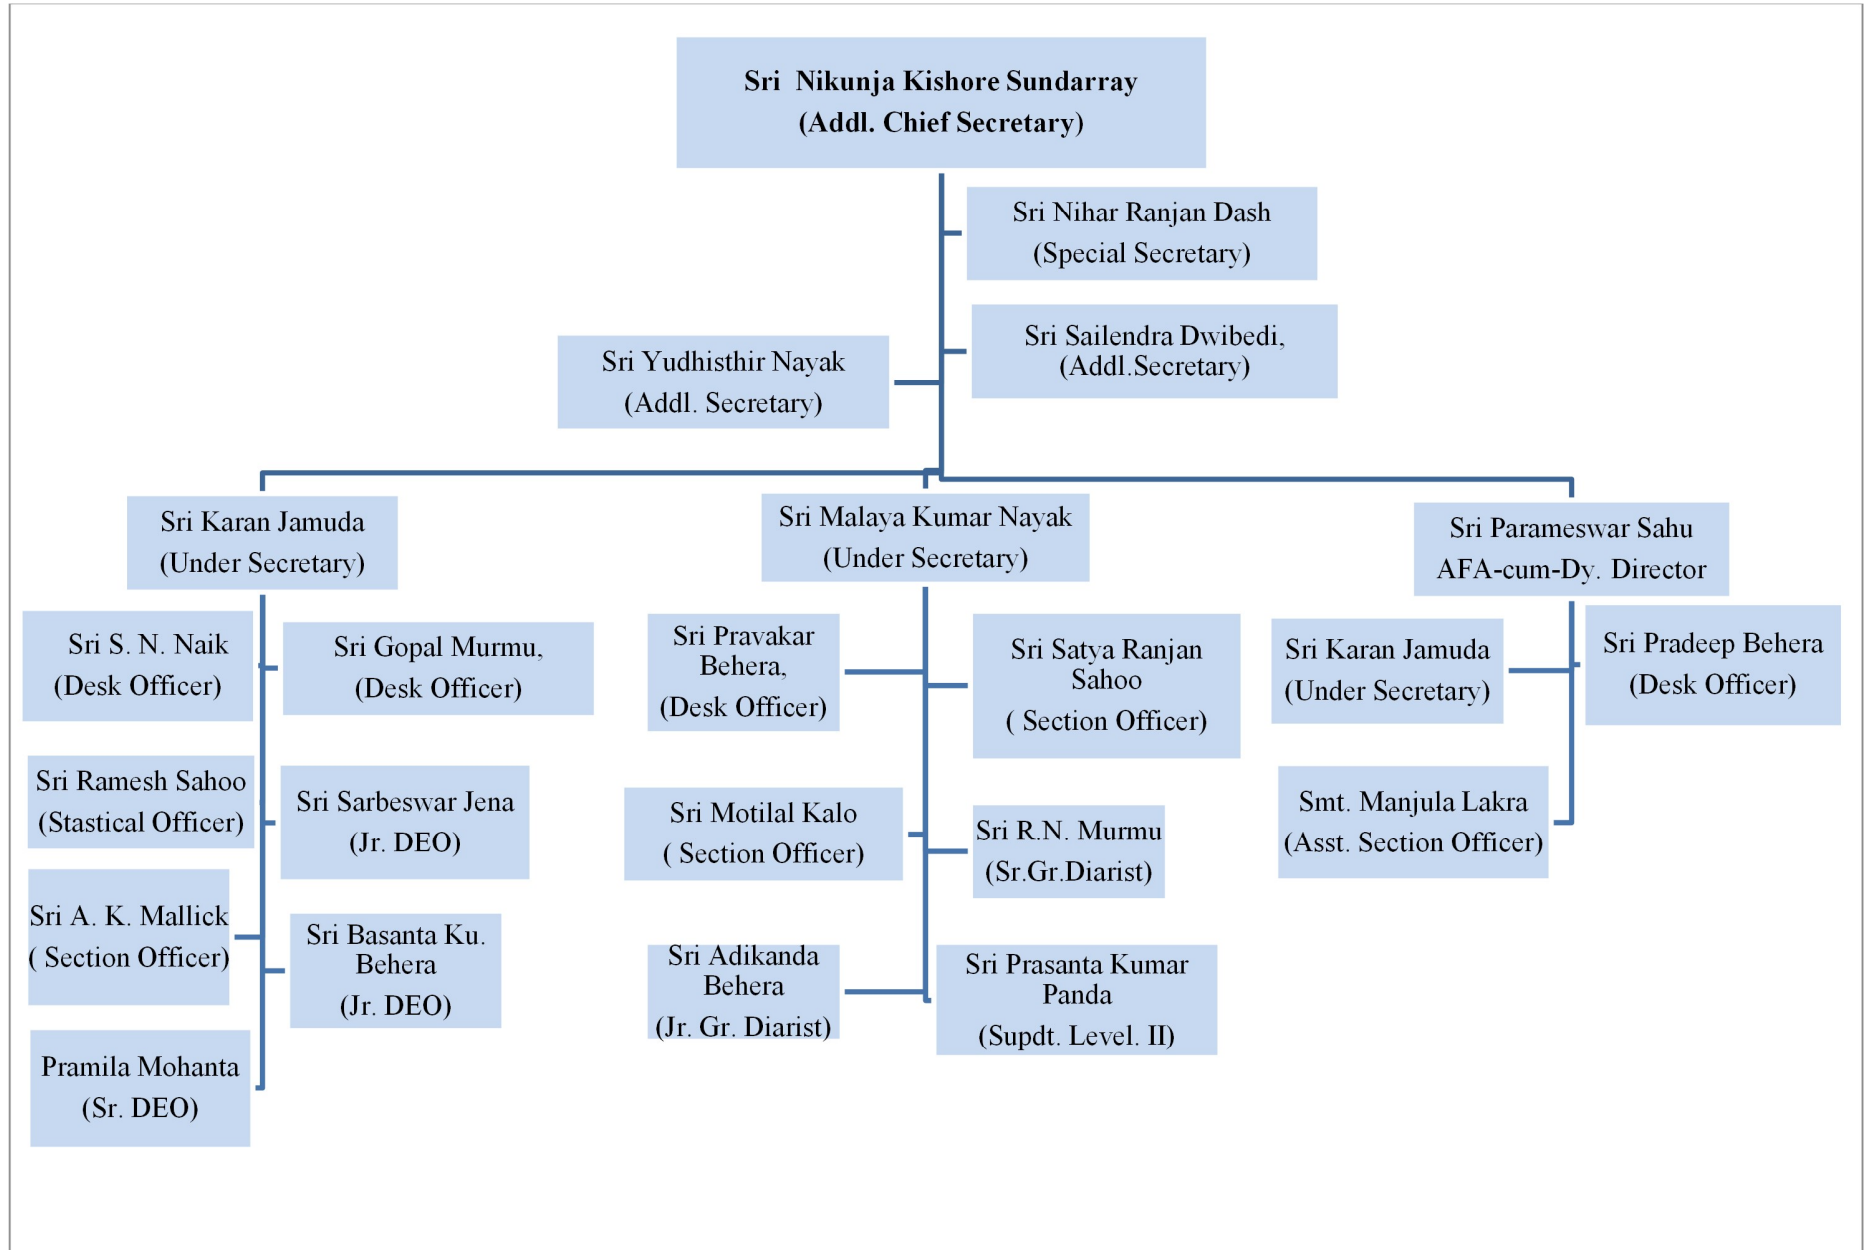 Sri  Nikunja Kishore Sundarray
(Addl. Chief Secretary)
Sri Nihar Ranjan Dash
(Special Secretary)
Sri Sailendra Dwibedi,
(Addl.Secretary)
Sri Yudhisthir Nayak
(Addl. Secretary)
Sri Karan Jamuda
(Under Secretary)
Sri S. N. Naik
(Desk Officer)
Sri Gopal Murmu,
(Desk Officer)
Sri Ramesh Sahoo
(Stastical Officer)
Sri Sarbeswar Jena
(Jr. DEO)
Sri A. K. Mallick
( Section Officer)
Sri Basanta Ku.
Behera
(Jr. DEO)
Pramila Mohanta
(Sr. DEO)
Sri Malaya Kumar Nayak
(Under Secretary)
Sri Pravakar
Behera,
(Desk Officer)
Sri Satya Ranjan
Sahoo
( Section Officer)
Sri Motilal Kalo
( Section Officer)
Sri R.N. Murmu
(Sr.Gr.Diarist)
Sri Adikanda
Behera
(Jr. Gr. Diarist)
Sri Prasanta Kumar
Panda
(Supdt. Level. II)
Sri Parameswar Sahu
AFA-cum-Dy. Director
Sri Karan Jamuda
(Under Secretary)
Sri Pradeep Behera
(Desk Officer)
Smt. Manjula Lakra
(Asst. Section Officer)